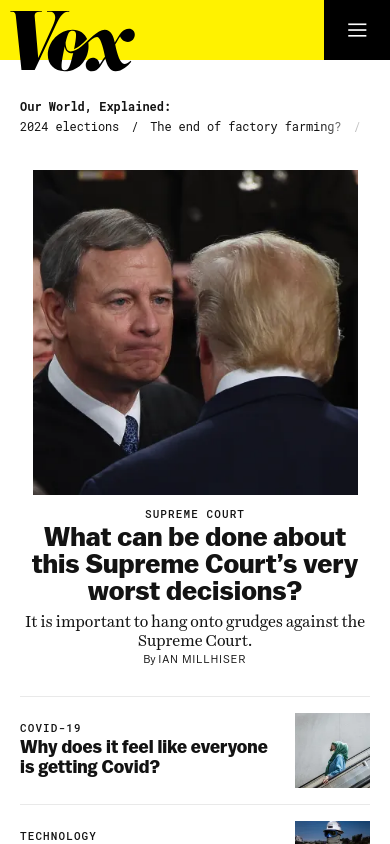 Vox
Our World, Explained:
2024 elections / The end of factory farming? /
SUPREME COURT
What can be done about
this Supreme Court’s very
worst decisions?
It is important to hang onto grudges against the
Supreme Court.
By IAN MILLHISER
COVID-19
Why does it feel like everyone
is getting Covid?
TECHNOLOGY